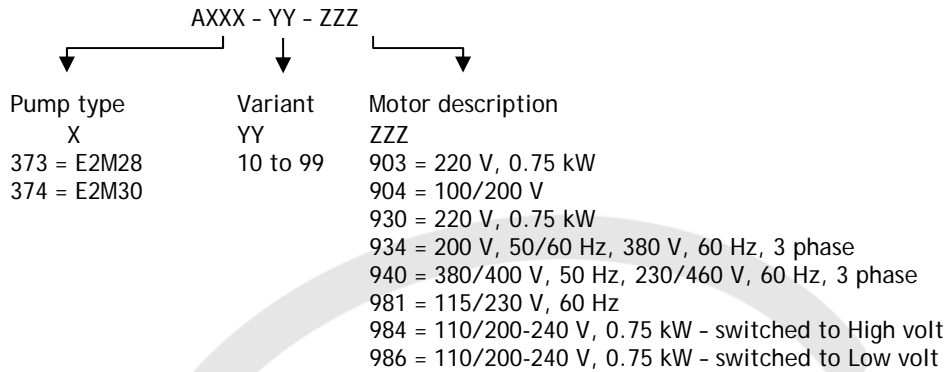 AXXX - YY - ZZZ
Pump type Variant Motor description
X YY ZZZ
373 = E2M28 10 to 99 903 = 220 V, 0.75 kW
374 = E2M30 904 = 100/200 V
930 = 220 V, 0.75 kW
934 = 200 V, 50/60 Hz, 380 V, 60 Hz, 3 phase
940 = 380/400 V, 50 Hz, 230/460 V, 60 Hz, 3 phase
981 = 115/230 V, 60 Hz
984 = 110/200-240 V, 0.75 kW – switched to High volt
986 = 110/200-240 V, 0.75 kW – switched to Low volt